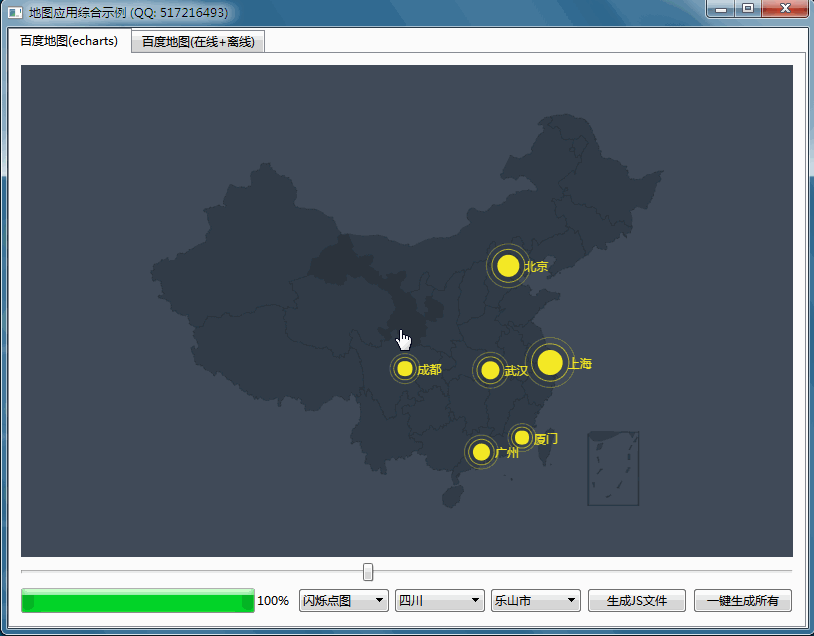 地图应用综合示例 (QQ: 517216493)
百度地图(echarts)
百度地图(在线+离线)
北京
上海
成都
武汉
厦门
广州
100%
闪烁点图
四川
乐山市
生成JS文件
一键生成所有